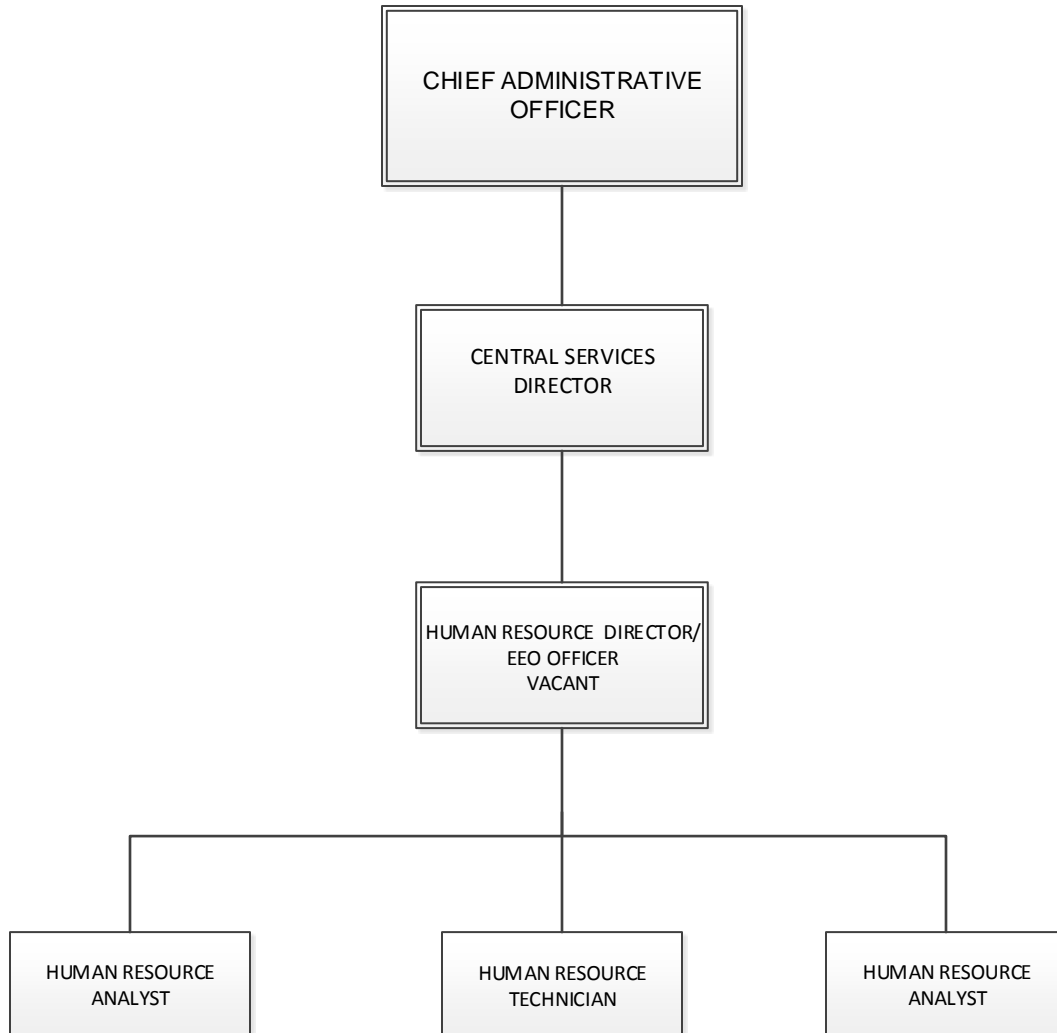 CHIEF ADMINISTRATIVE
OFFICER
CENTRAL SERVICES
DIRECTOR
HUMAN RESOURCE DIRECTOR/
EEO OFFICER
VACANT
HUMAN RESOURCE
ANALYST
HUMAN RESOURCE
TECHNICIAN
HUMAN RESOURCE
ANALYST